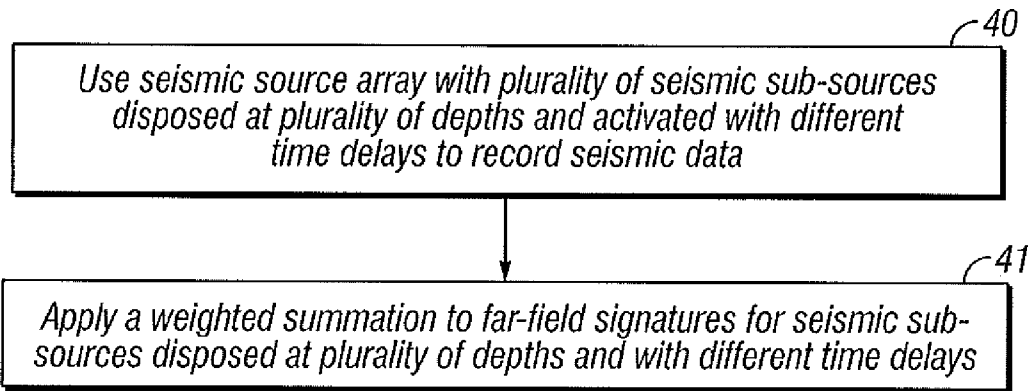 40
Use seismic source array with plurality of seismic sub-sources
disposed at plurality of depths and activated with different
time delays to record seismic data
41
Apply a weighted summation to far-field signatures for seismic sub-
sources disposed at plurality of depths and with different time delays